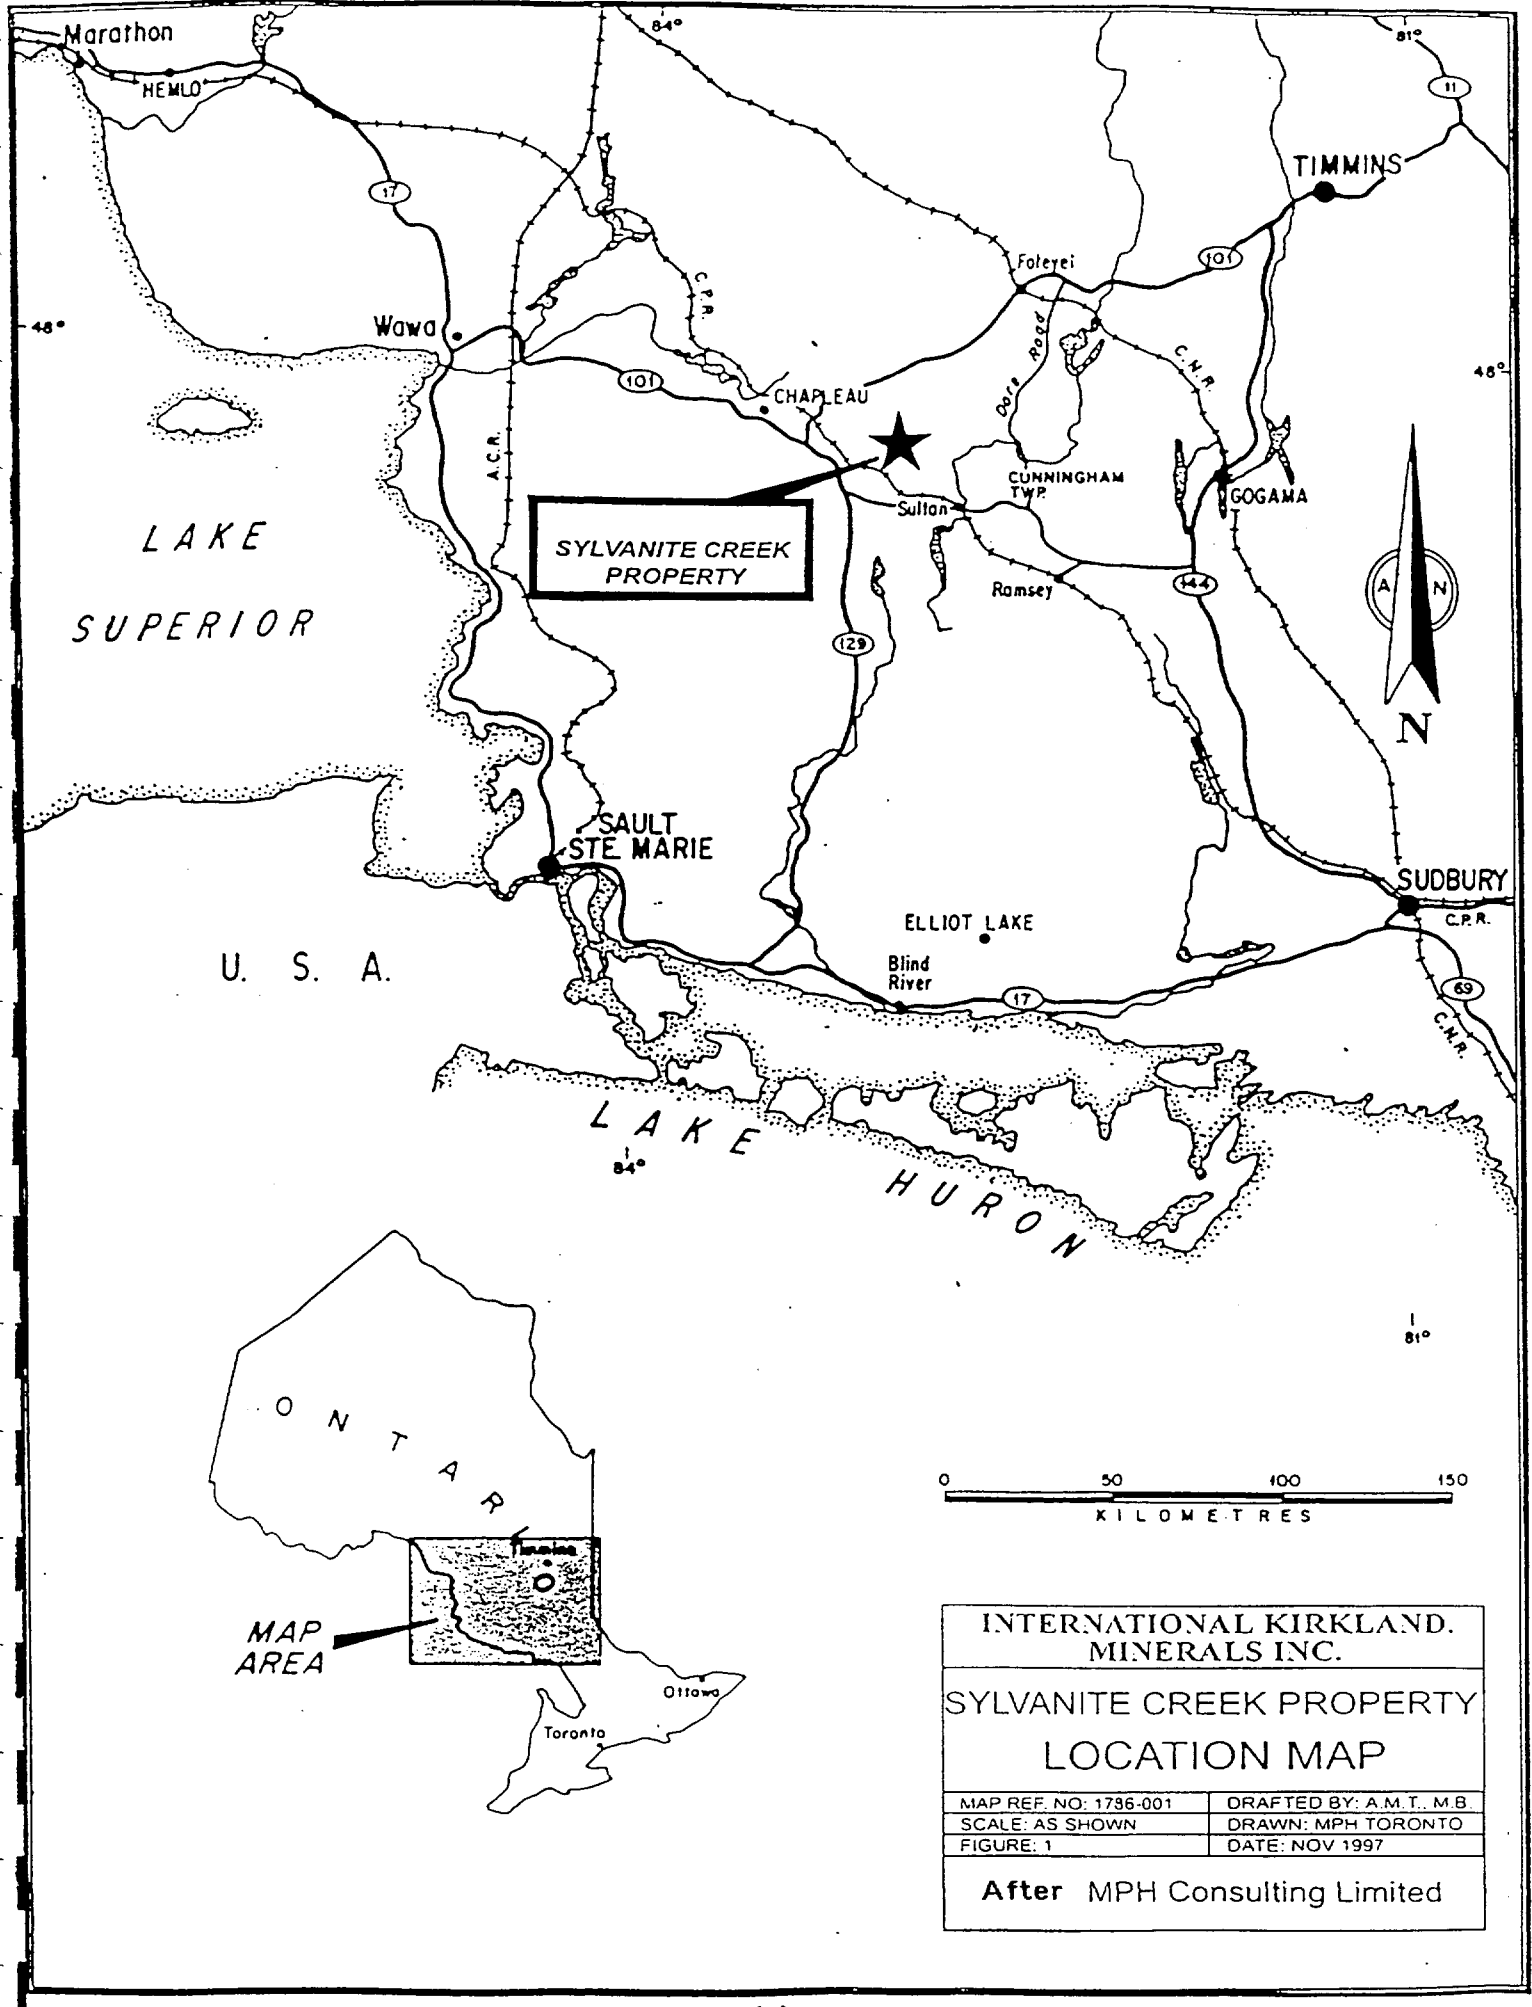 84°
81°
Marathon
HEMLO
11
TIMMINS
17
101
Foleyet
C.P.R.
48°
Wawa
Dore Road
C.N.R.
48°
101
CHAPLEAU
A.C.R.
CUNNINGHAM
TWP.
GOGAMA
Sultan
LAKE
SUPERIOR
SYLVANITE CREEK
PROPERTY
Ramsey
144
A N
129
N
SAULT
STE. MARIE
SUDBURY
C.P.R.
ELLIOT LAKE
U. S. A.
Blind
River
17
69
C.N.R.
LAKE HURON
84°
81°
ONTARI
Timmins
O
MAP
AREA
Ottawa
Toronto
0 50 100 150
KILOMETRES
INTERNATIONAL KIRKLAND.
MINERALS INC.
SYLVANITE CREEK PROPERTY
LOCATION MAP
MAP REF. NO: 1786-001 DRAFTED BY: A.M.T., M.B.
SCALE: AS SHOWN DRAWN: MPH TORONTO
FIGURE: 1 DATE: NOV 1997
After MPH Consulting Limited